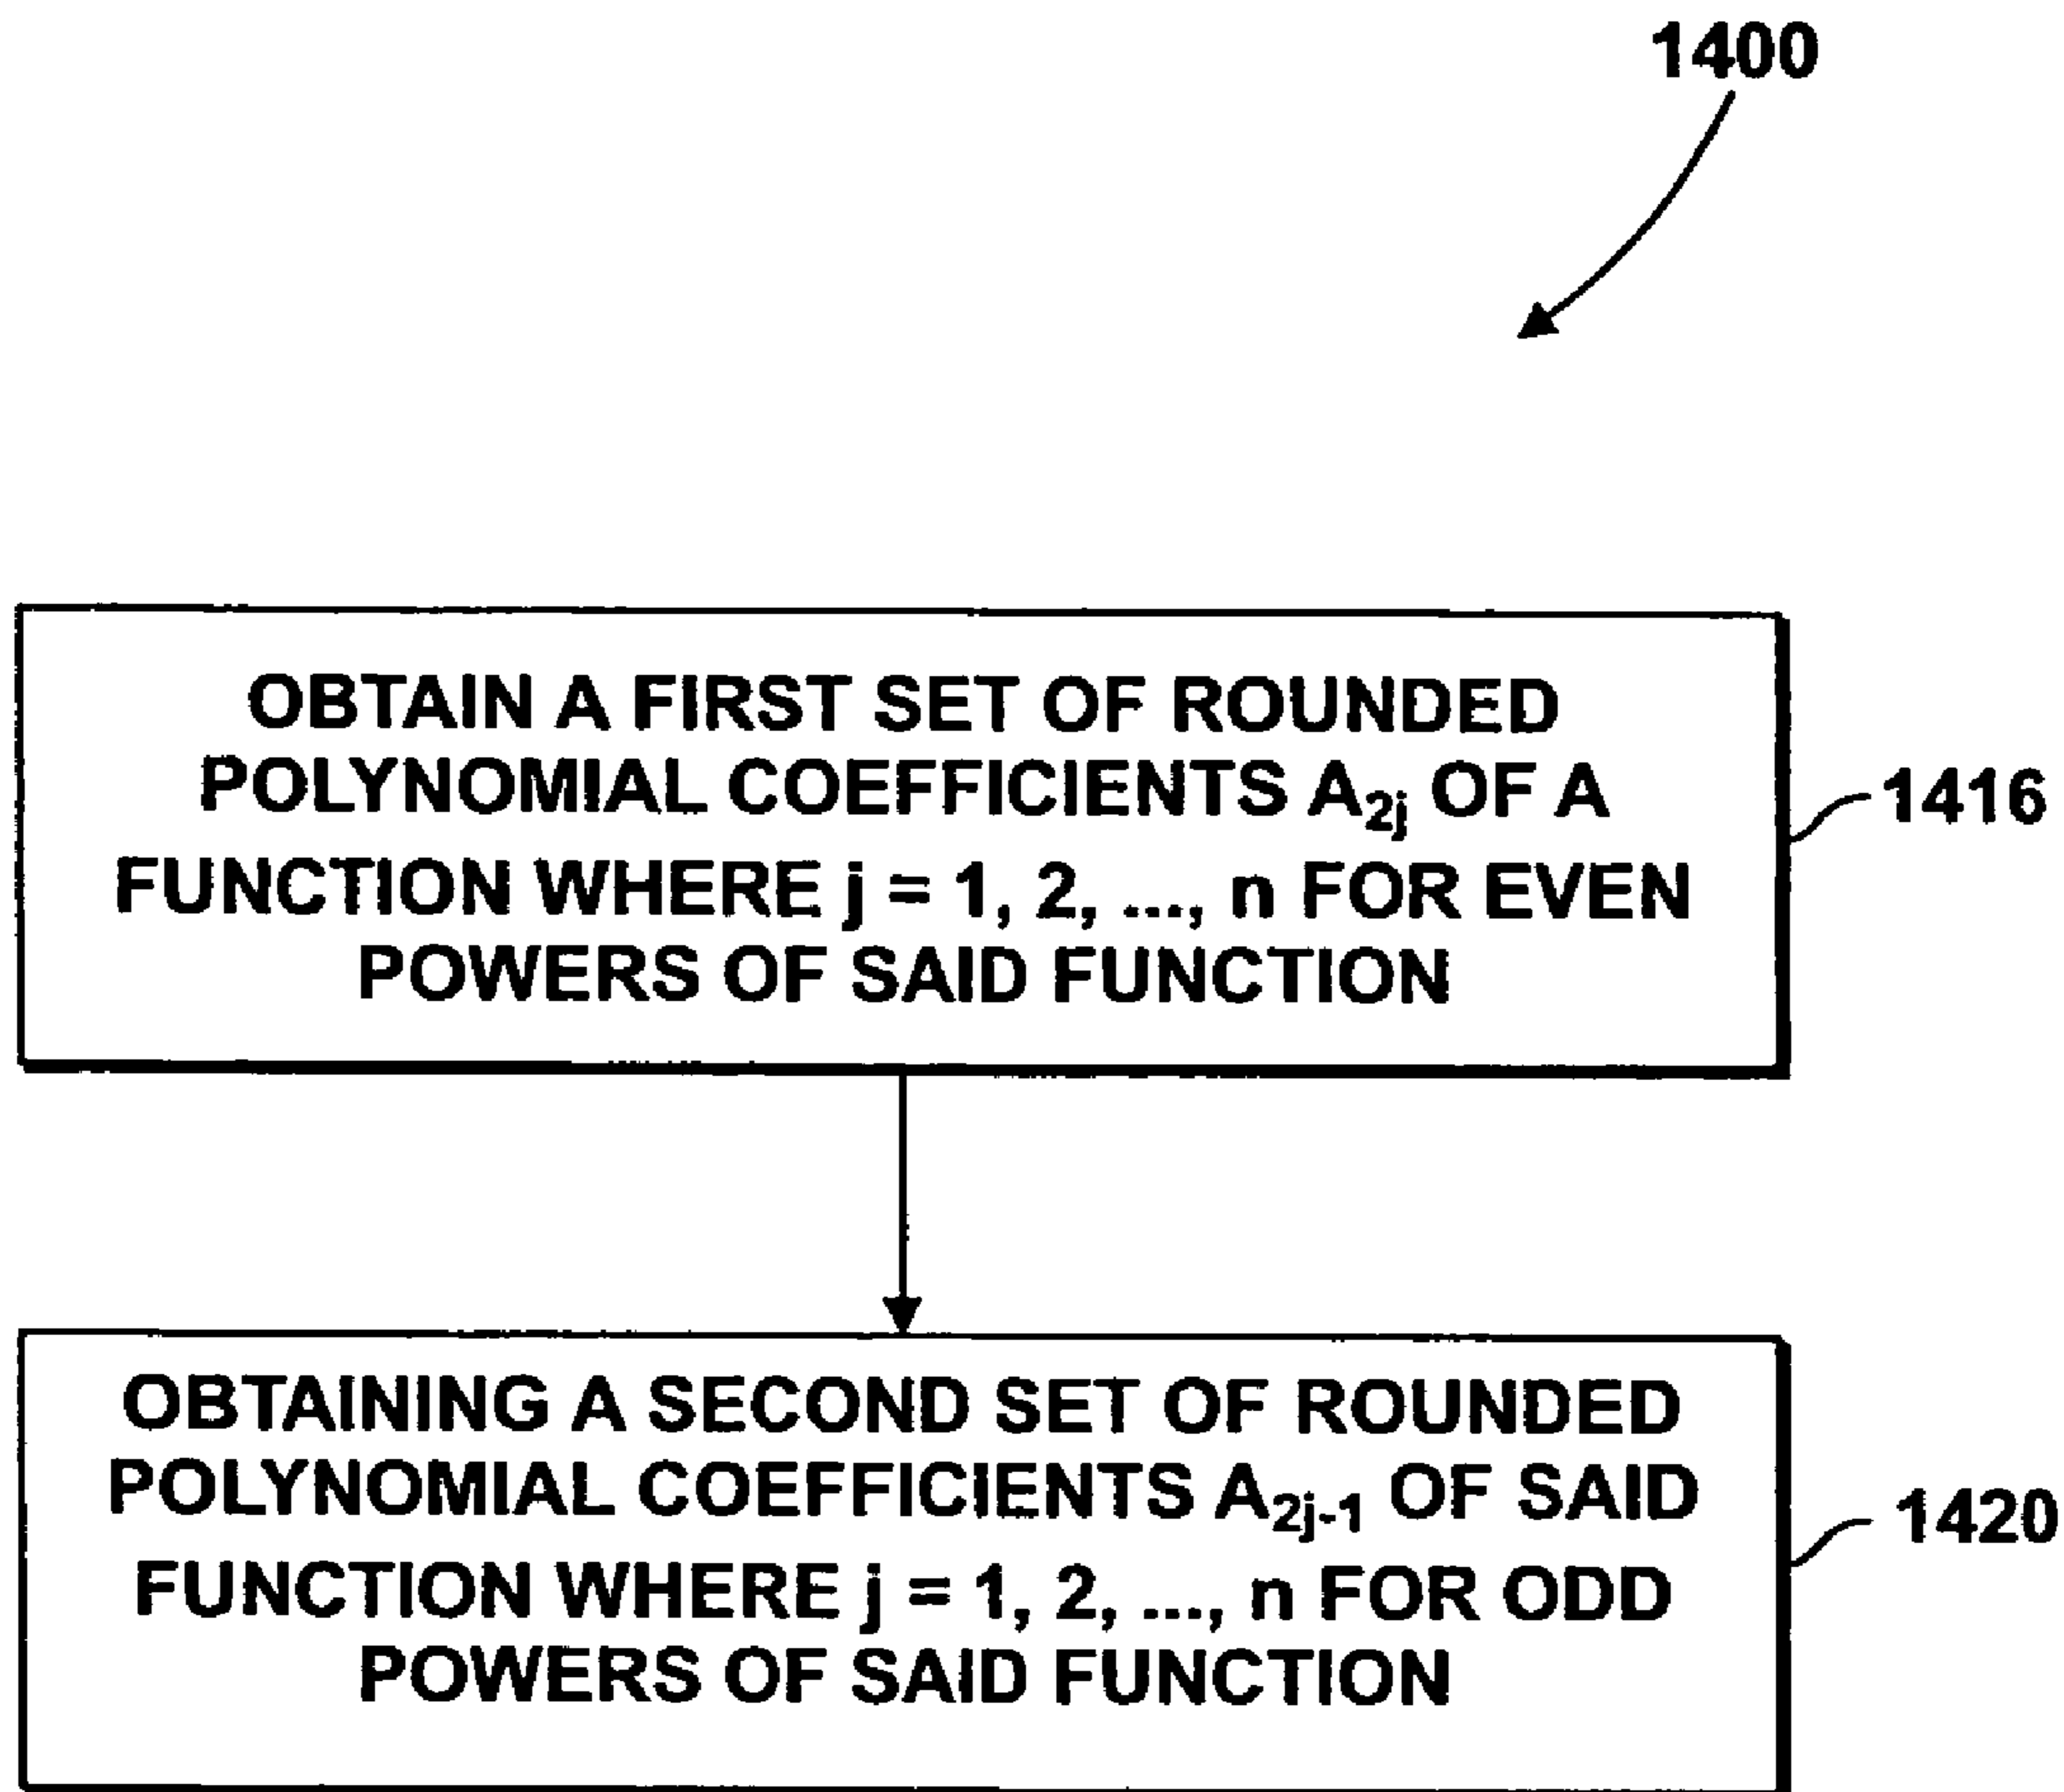 1400
OBTAIN A FIRST SET OF ROUNDED
POLYNOMIAL COEFFICIENTS A2j OF A
FUNCTION WHERE j = 1, 2, ..., n FOR EVEN
POWERS OF SAID FUNCTION
1416
OBTAINING A SECOND SET OF ROUNDED
POLYNOMIAL COEFFICIENTS A2j-1 OF SAID
FUNCTION WHERE j = 1, 2, ..., n FOR ODD
POWERS OF SAID FUNCTION
1420